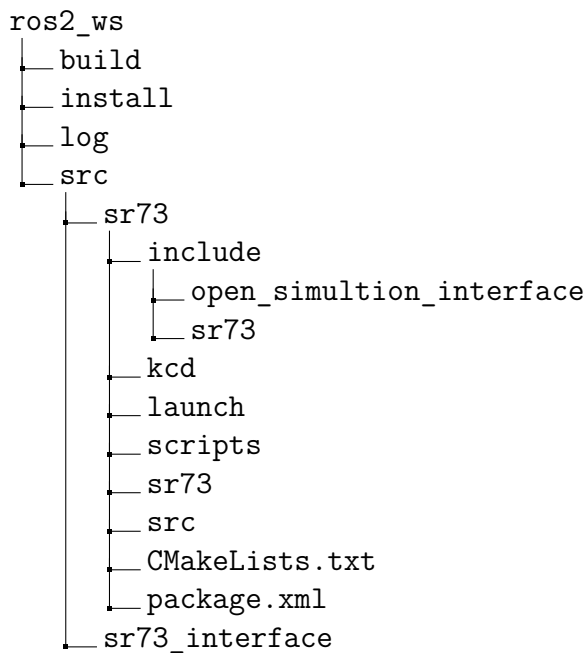 ros2_ws
build
install
log
src
sr73
include
open_simultion_interface
sr73
kcd
launch
scripts
sr73
src
CMakeLists.txt
package.xml
sr73_interface